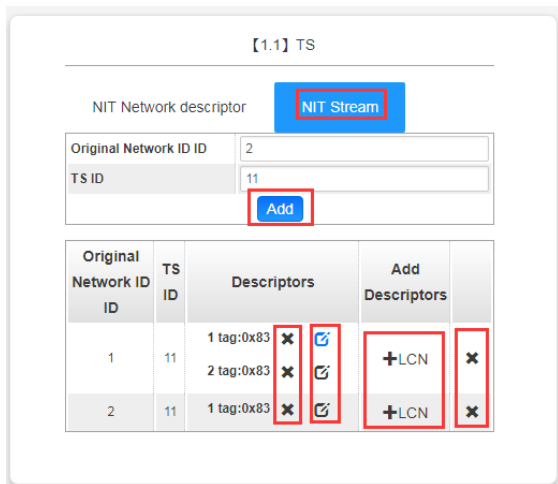 【1.1】TS
NIT Network descriptor NIT Stream
Original Network ID ID 2
TS ID 11
Add
Original Network ID ID TS ID Descriptors Add Descriptors
1 11 1 tag:0x83 +LCN
2 tag:0x83
2 11 1 tag:0x83 +LCN